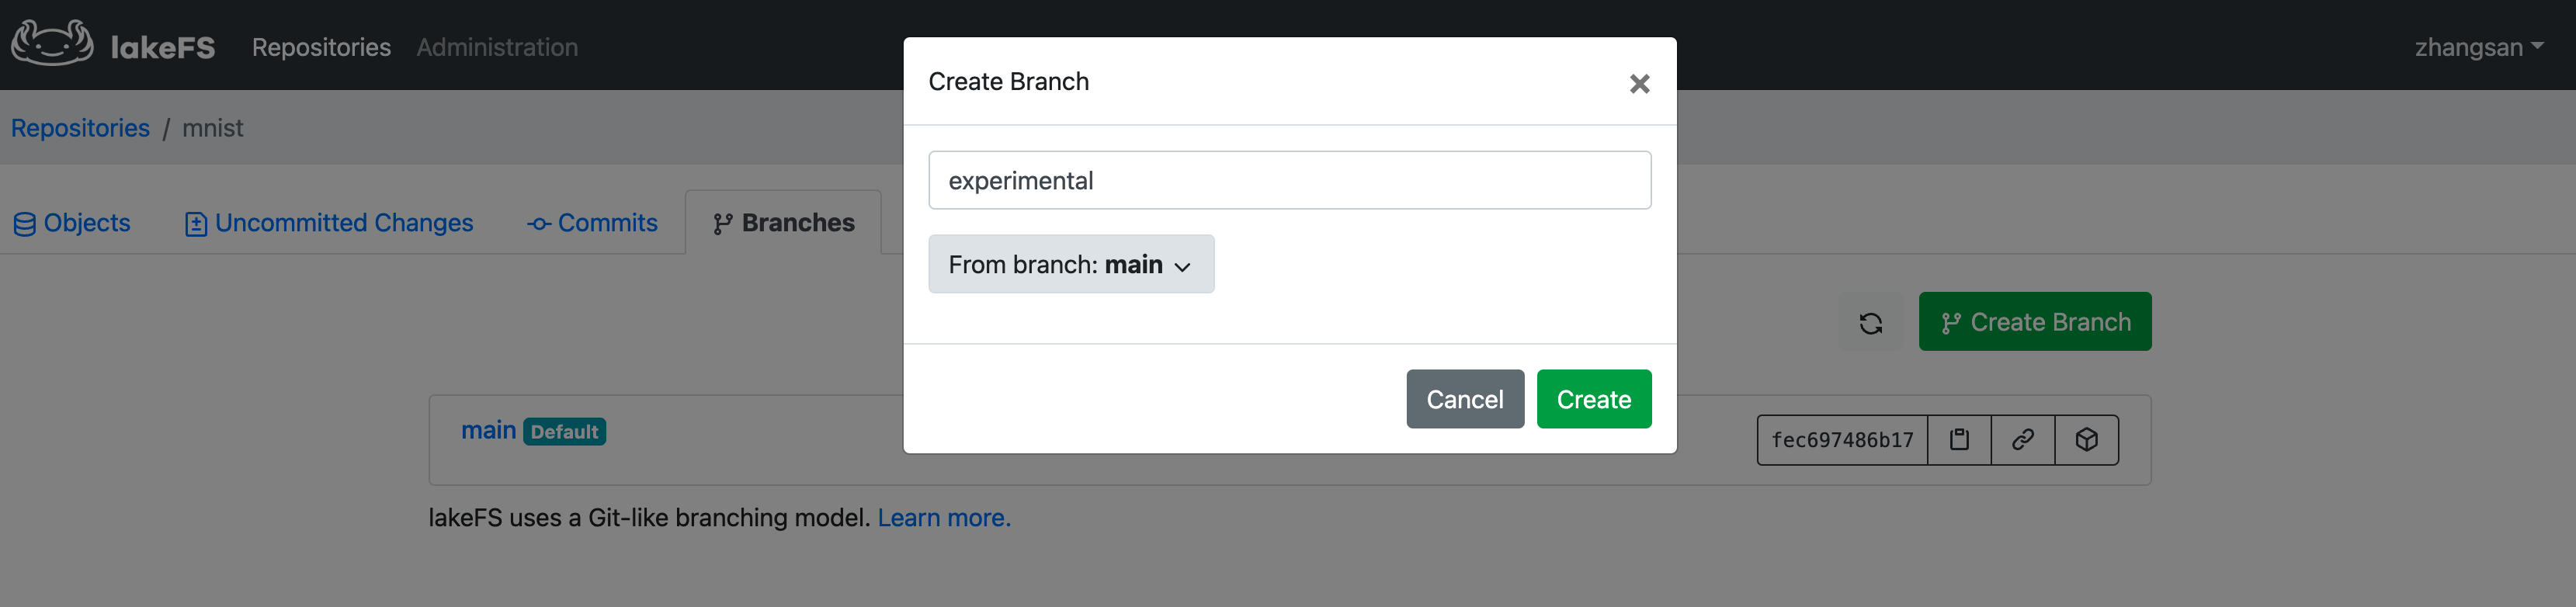 lakeFS Repositories Administration zhangsan
Repositories / mnist
Objects Uncommitted Changes Commits Branches
Create Branch
experimental
From branch: main
Cancel Create
Create Branch
main Default
fec697486b17
lakeFS uses a Git-like branching model. Learn more.